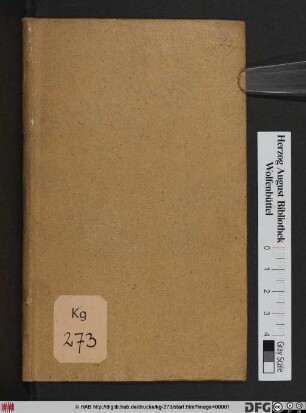 Kg
273
Herzog August Bibliothek
Wolfenbüttel
0 1 2 3 4
Gray Scale
© HAB http://diglib.hab.de/drucke/kg-273/start.htm?image=00001
DFG